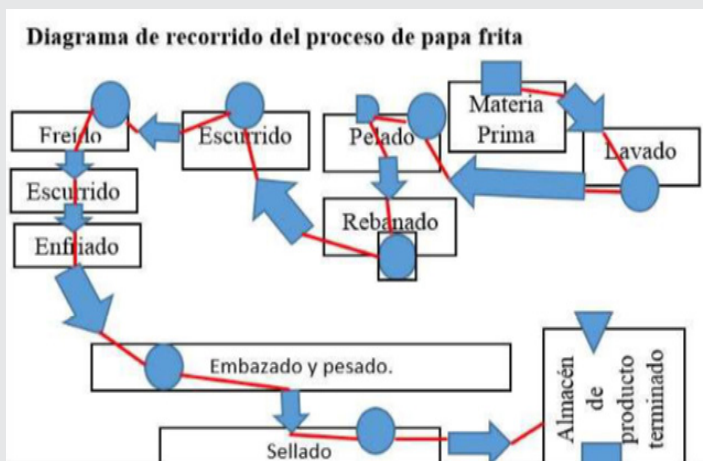 Diagrama de recorrido del proceso de papa frita
Materia
Prima
Lavado
Pelado
Rebanado
Escurrido
Freído
Escurrido
Enfriado
Embazado y pesado.
Sellado
Almacén
de
producto
terminado